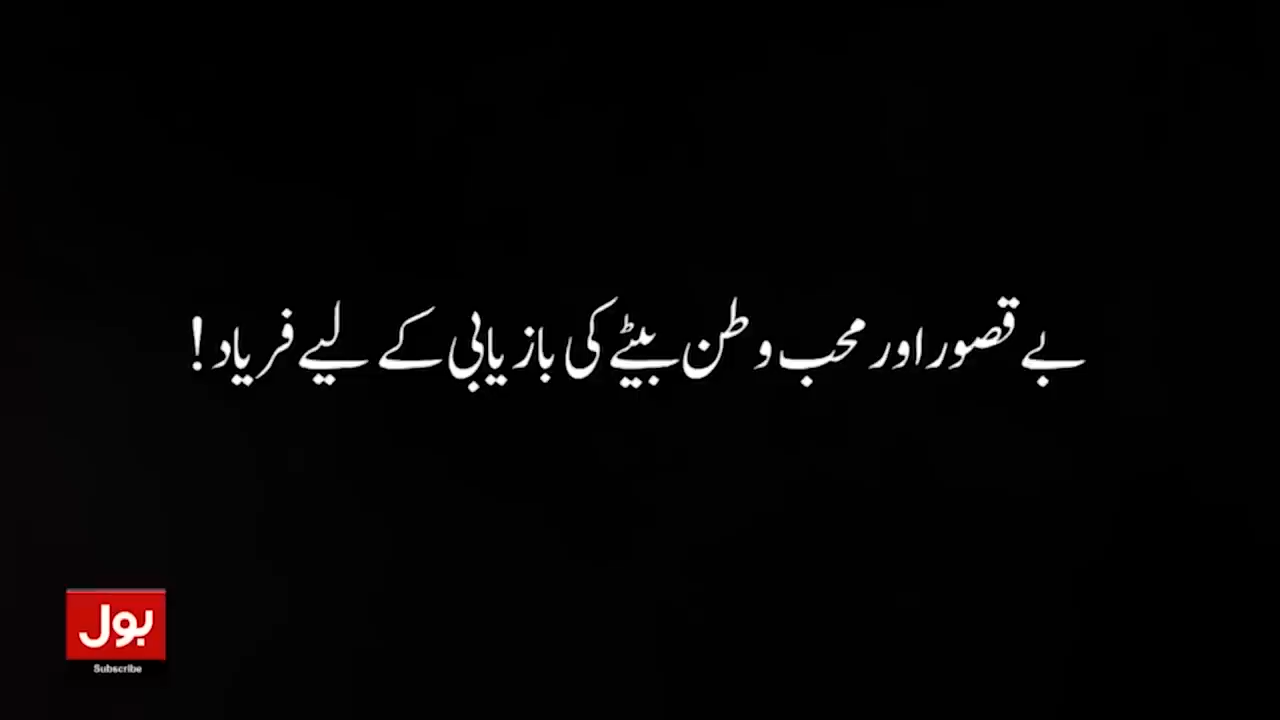 بے قصور اور محب وطن بیٹے کی بازیابی کے لیے فریاد!
بول
Subscribe